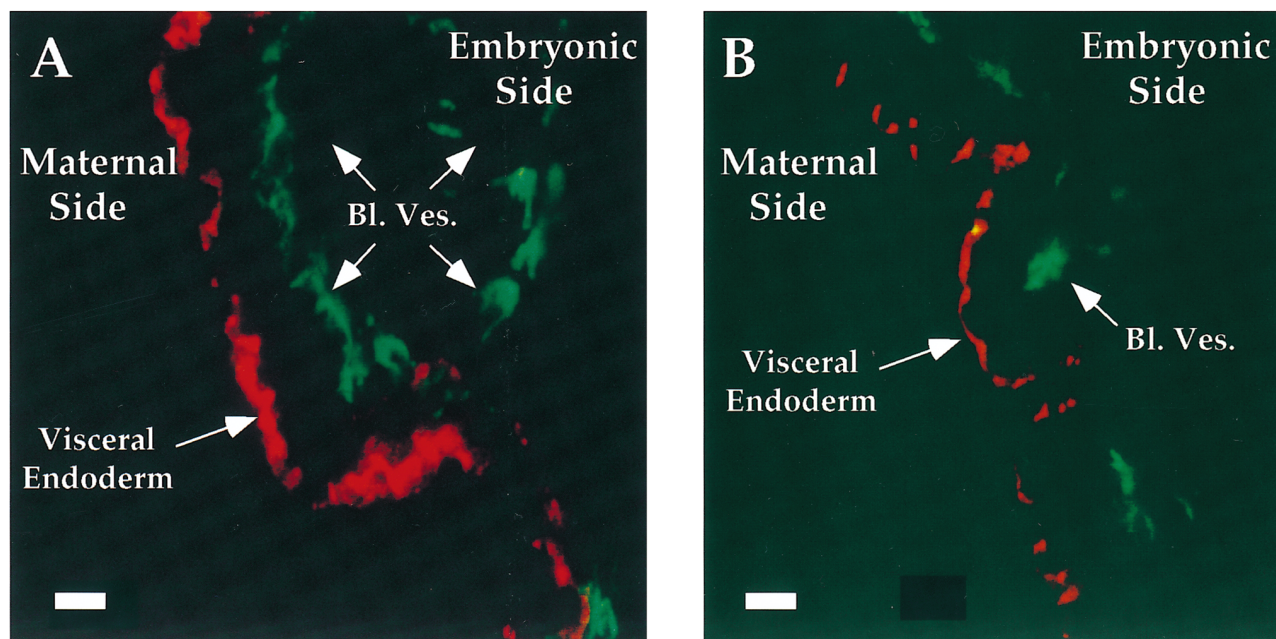 A
Embryonic
Side
Maternal
Side
Bl. Ves.
Visceral
Endoderm
B
Embryonic
Side
Maternal
Side
Bl. Ves.
Visceral
Endoderm